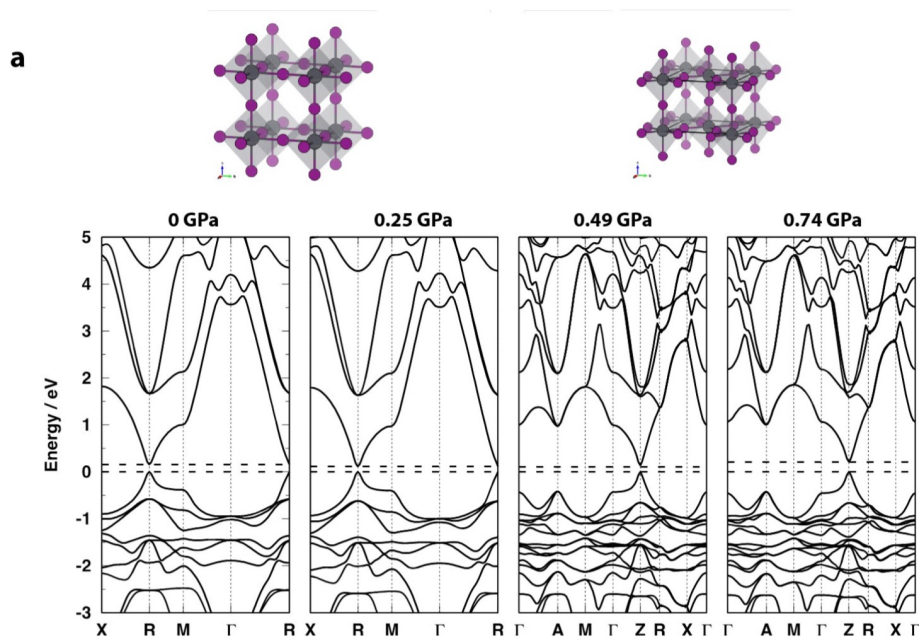 a
0 GPa
0.25 GPa
0.49 GPa
0.74 GPa
Energy / eV
5
4
3
2
1
0
-1
-2
-3
X R M Γ R
X R M Γ R
Γ A M Γ Z R X Γ
Γ A M Γ Z R X Γ